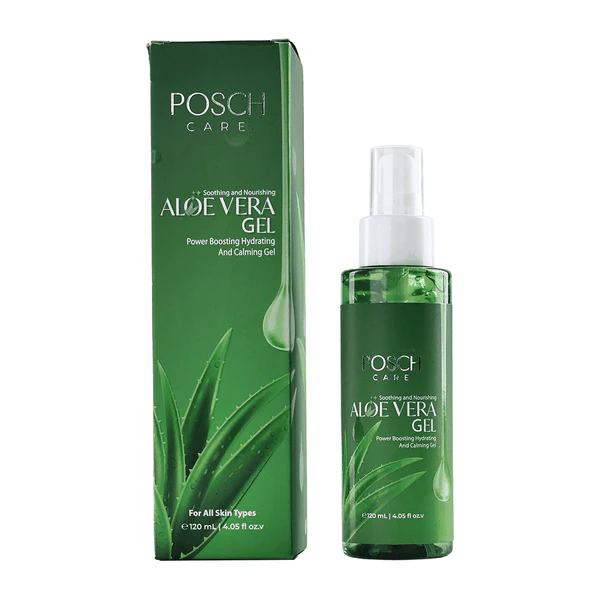 POSCH
CARE
Soothing and Nourishing
ALOE VERA
GEL
Power Boosting Hydrating
And Calming Gel
For All Skin Types
℮120 mL | 4.05 fl oz.v
POSCH
CARE
Soothing and Nourishing
ALOE VERA
GEL
Power Boosting Hydrating
And Calming Gel
℮120 mL | 4.05 fl oz.v